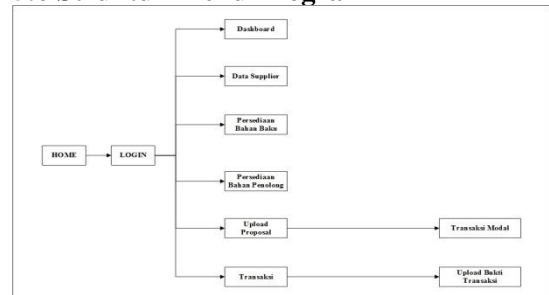 Dashboard
Data Supplier
Persediaan
Bahan Baku
HOME
LOGIN
Persediaan
Bahan Penolong
Upload
Proposal
Transaksi Modal
Transaksi
Upload Bukti
Transaksi